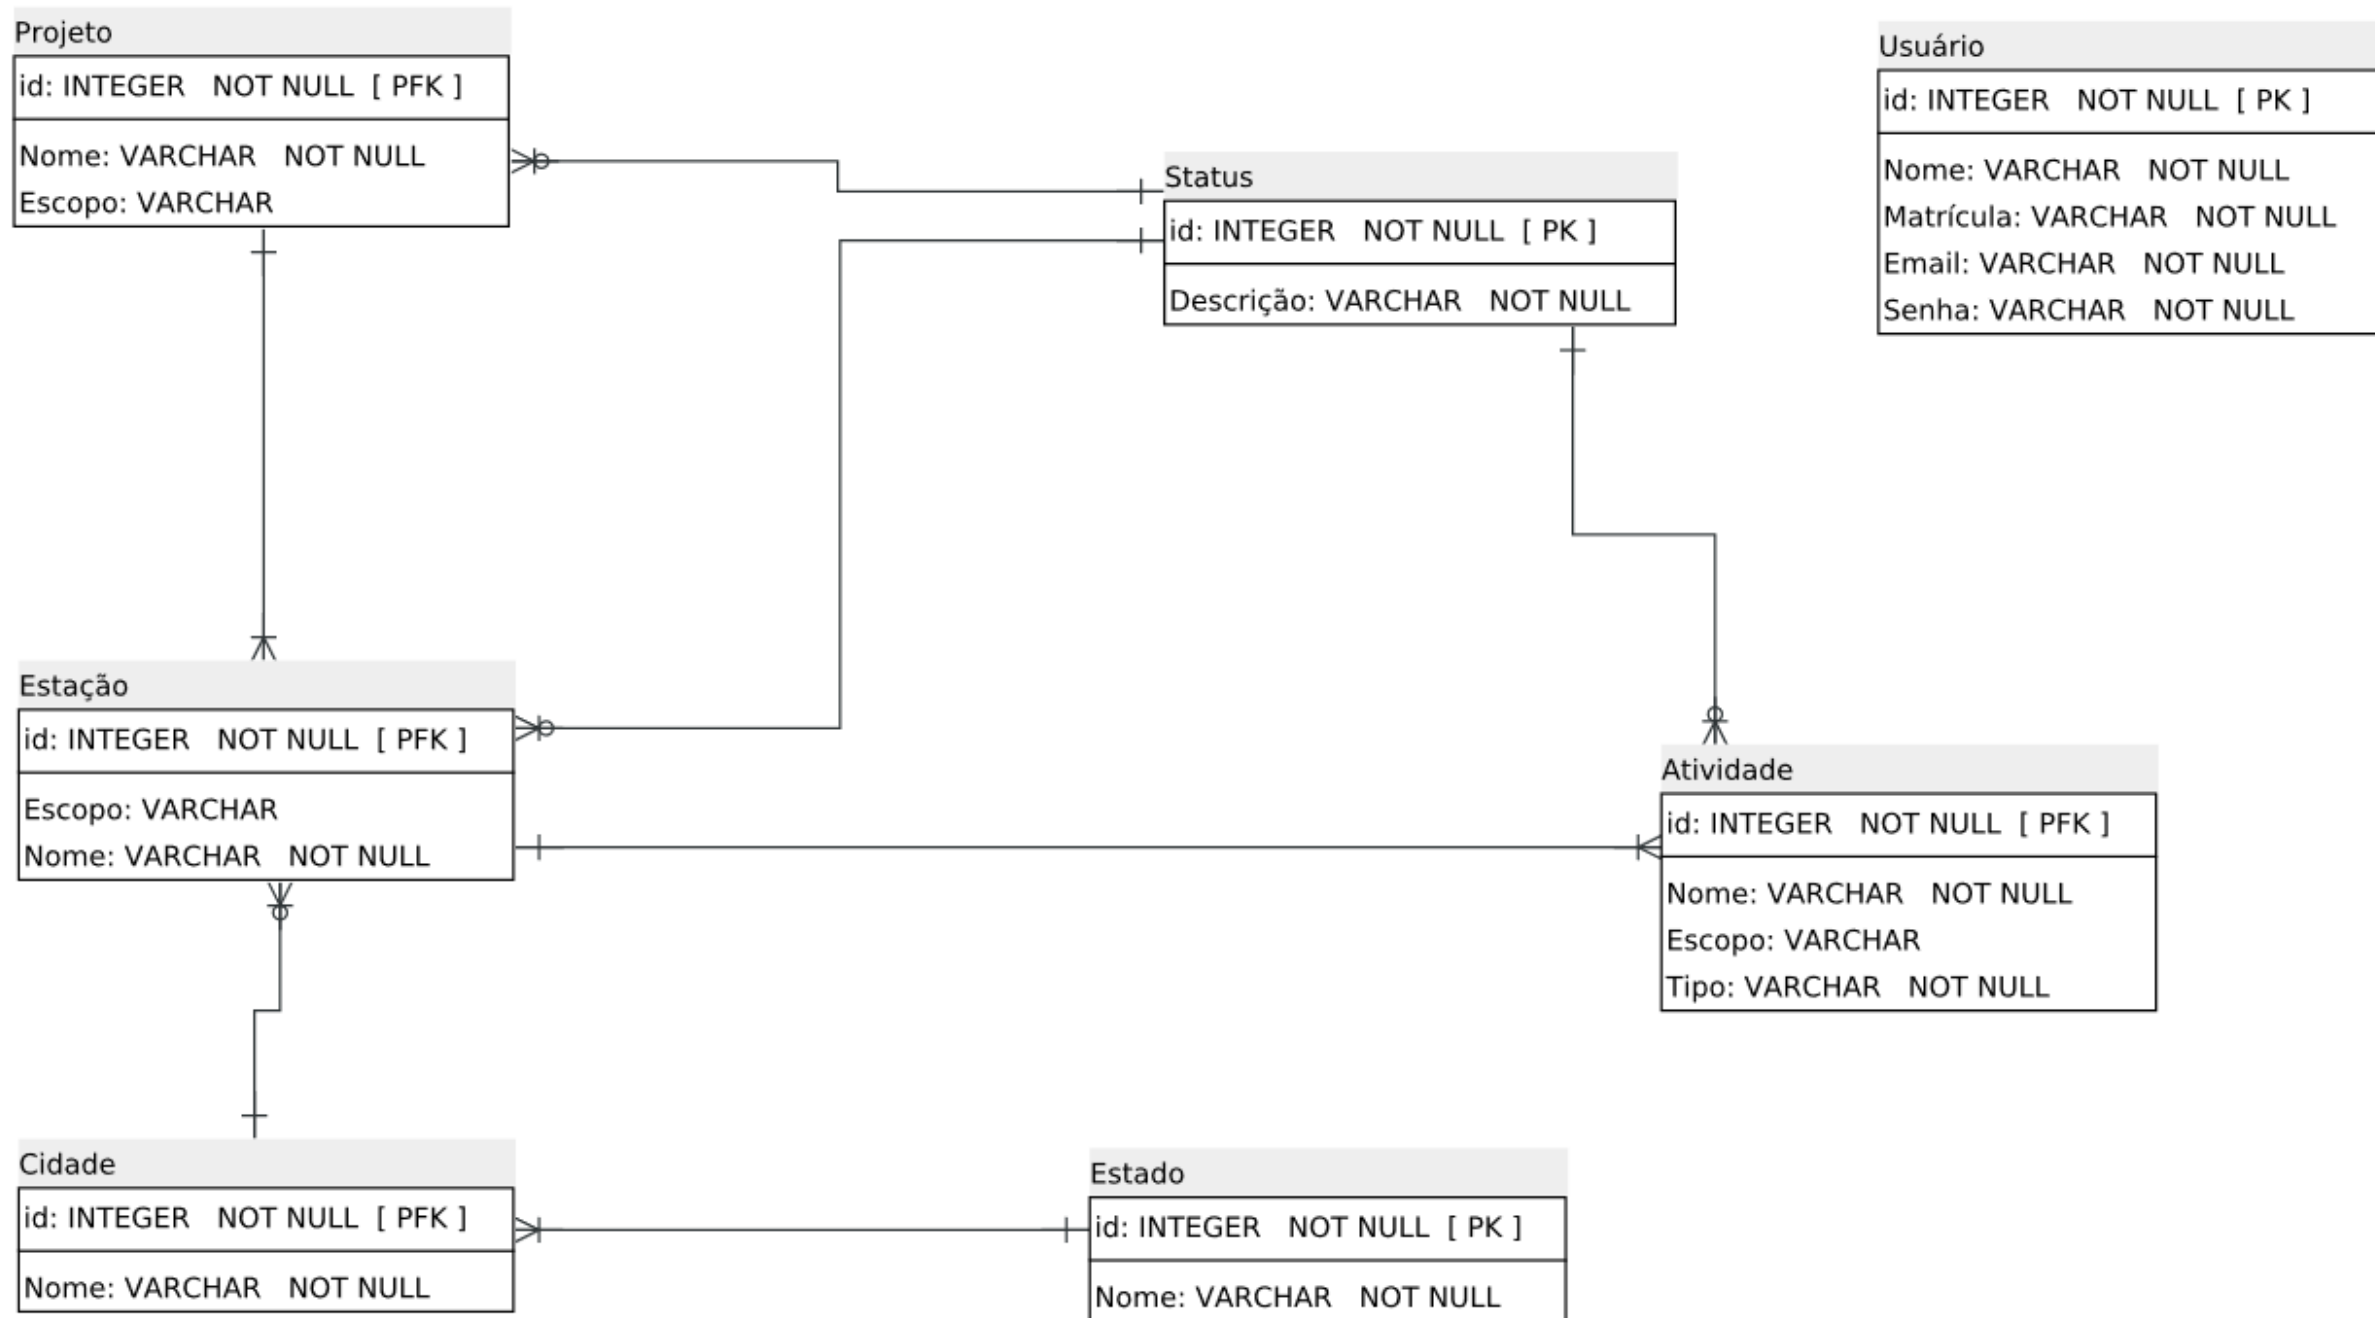 Projeto
id: INTEGER NOT NULL [ PFK ]
Nome: VARCHAR NOT NULL
Escopo: VARCHAR
Status
id: INTEGER NOT NULL [ PK ]
Descrição: VARCHAR NOT NULL
Usuário
id: INTEGER NOT NULL [ PK ]
Nome: VARCHAR NOT NULL
Matrícula: VARCHAR NOT NULL
Email: VARCHAR NOT NULL
Senha: VARCHAR NOT NULL
Estação
id: INTEGER NOT NULL [ PFK ]
Escopo: VARCHAR
Nome: VARCHAR NOT NULL
Atividade
id: INTEGER NOT NULL [ PFK ]
Nome: VARCHAR NOT NULL
Escopo: VARCHAR
Tipo: VARCHAR NOT NULL
Cidade
id: INTEGER NOT NULL [ PFK ]
Nome: VARCHAR NOT NULL
Estado
id: INTEGER NOT NULL [ PK ]
Nome: VARCHAR NOT NULL